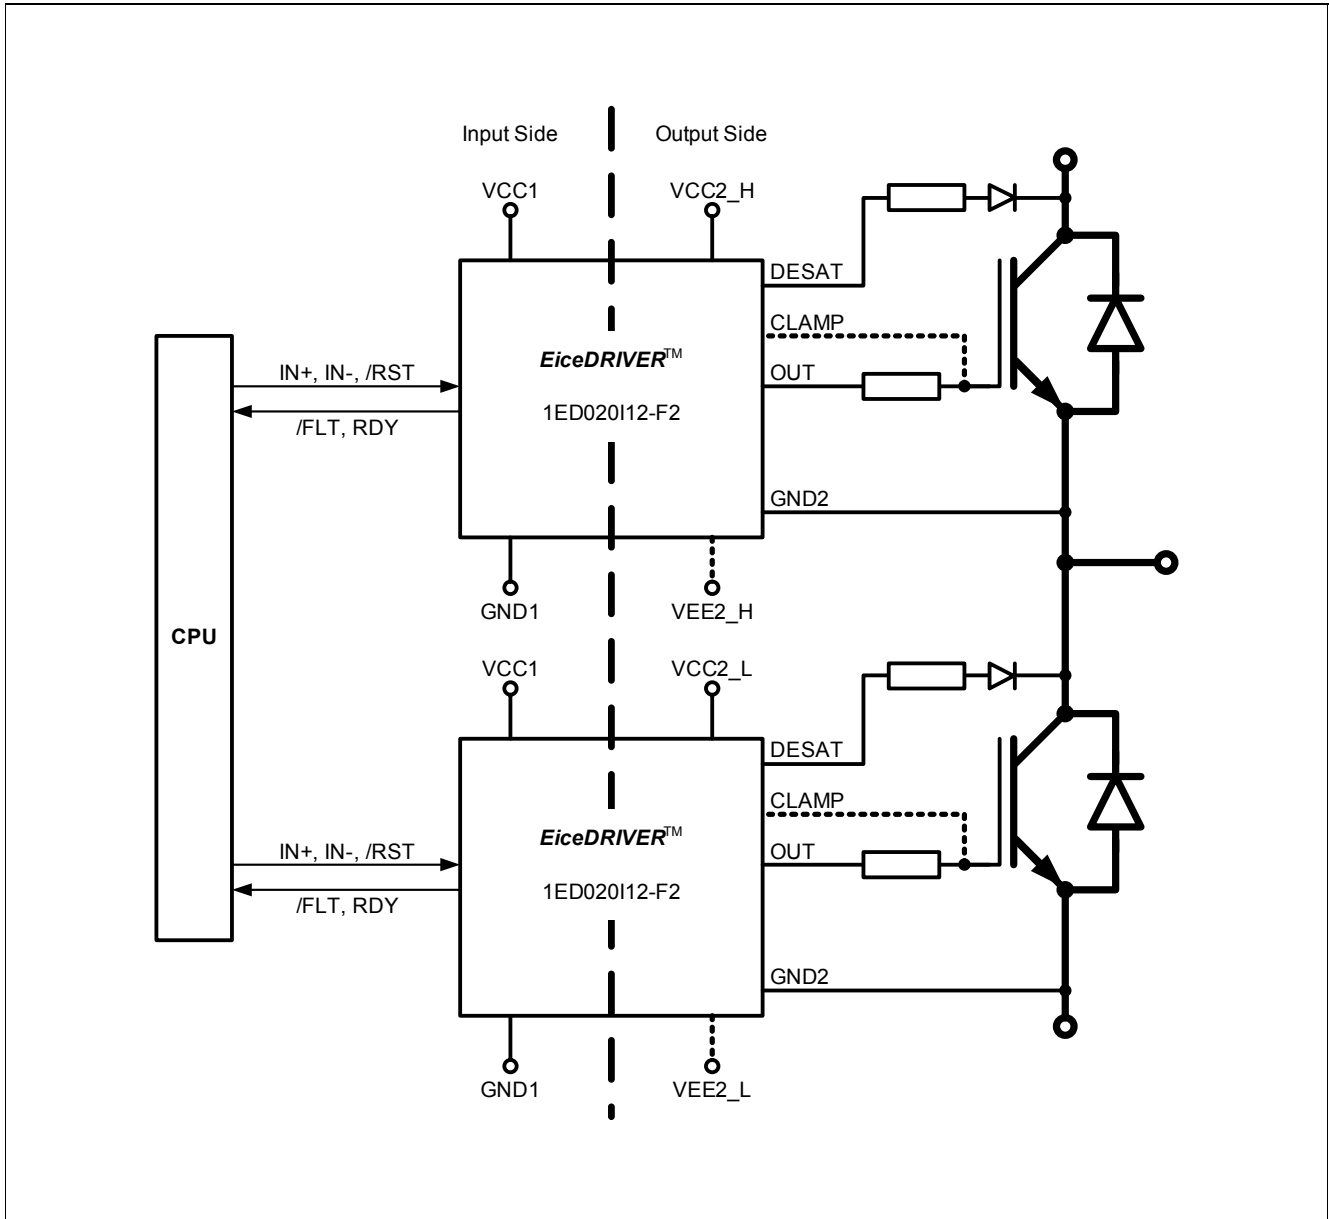 Input Side
Output Side
VCC1
VCC2_H
DESAT
CLAMP
EiceDRIVER™
OUT
IN+, IN-, /RST
1ED020I12-F2
/FLT, RDY
GND2
GND1
VEE2_H
CPU
VCC1
VCC2_L
DESAT
CLAMP
EiceDRIVER™
OUT
IN+, IN-, /RST
1ED020I12-F2
/FLT, RDY
GND2
GND1
VEE2_L